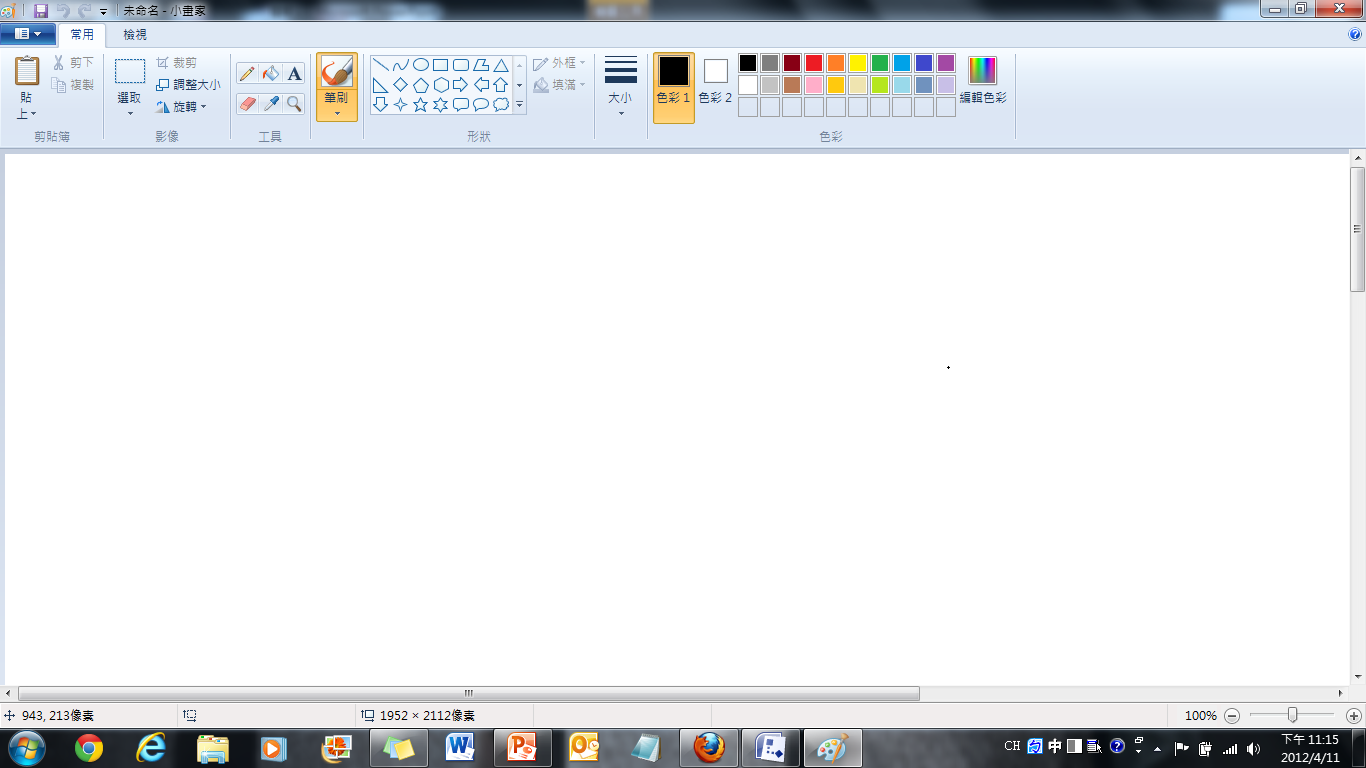 未命名 - 小畫家
常用 檢視
貼上
剪下
複製
剪貼簿
選取
裁剪
調整大小
旋轉
影像
A
工具
筆刷
形狀
外框
填滿
大小
色彩 1
色彩 2
編輯色彩
色彩
943, 213像素
1952 × 2112像素
100%
CH
中
下午 11:15
2012/4/11